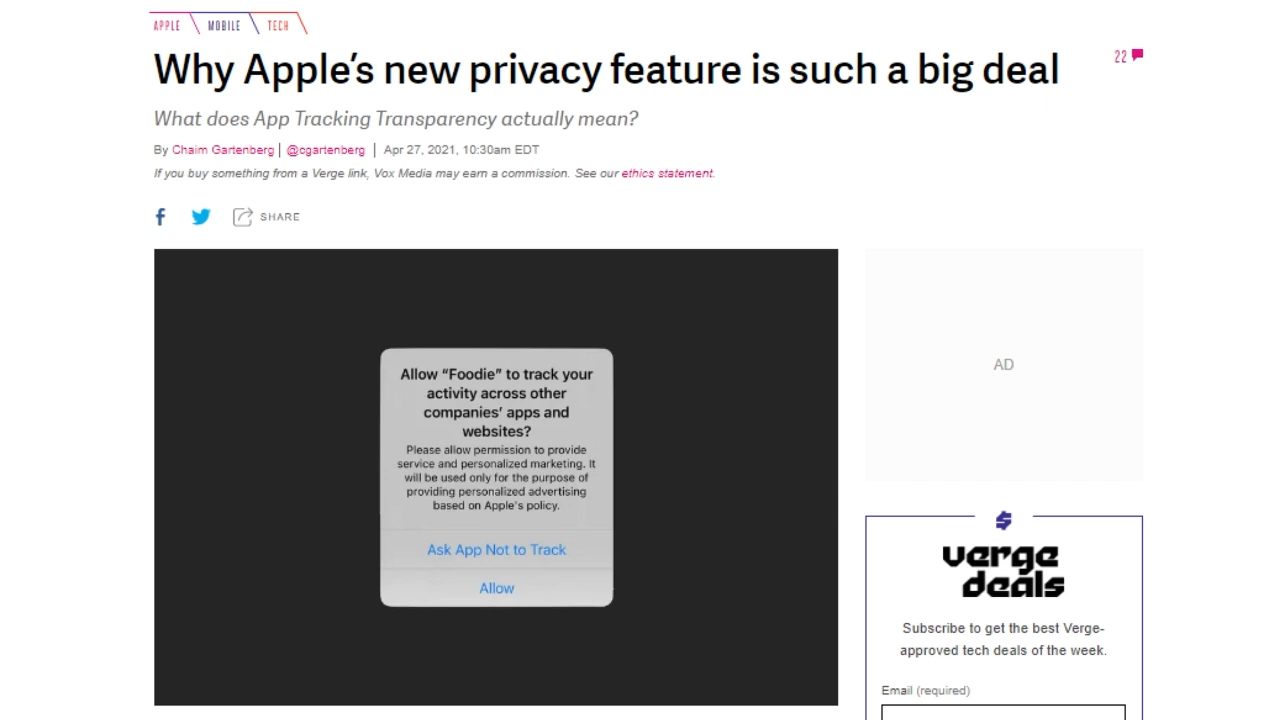 APPLE
MOBILE
TECH
Why Apple’s new privacy feature is such a big deal
22
What does App Tracking Transparency actually mean?
By Chaim Gartenberg | @cgartenberg | Apr 27, 2021, 10:30am EDT
If you buy something from a Verge link, Vox Media may earn a commission. See our ethics statement.
f
SHARE
Allow “Foodie” to track your
activity across other
companies’ apps and
websites?
Please allow permission to provide
service and personalized marketing. It
will be used only for the purpose of
providing personalized advertising
based on Apple's policy.
Ask App Not to Track
Allow
AD
$
verge
deals
Subscribe to get the best Verge-
approved tech deals of the week.
Email (required)